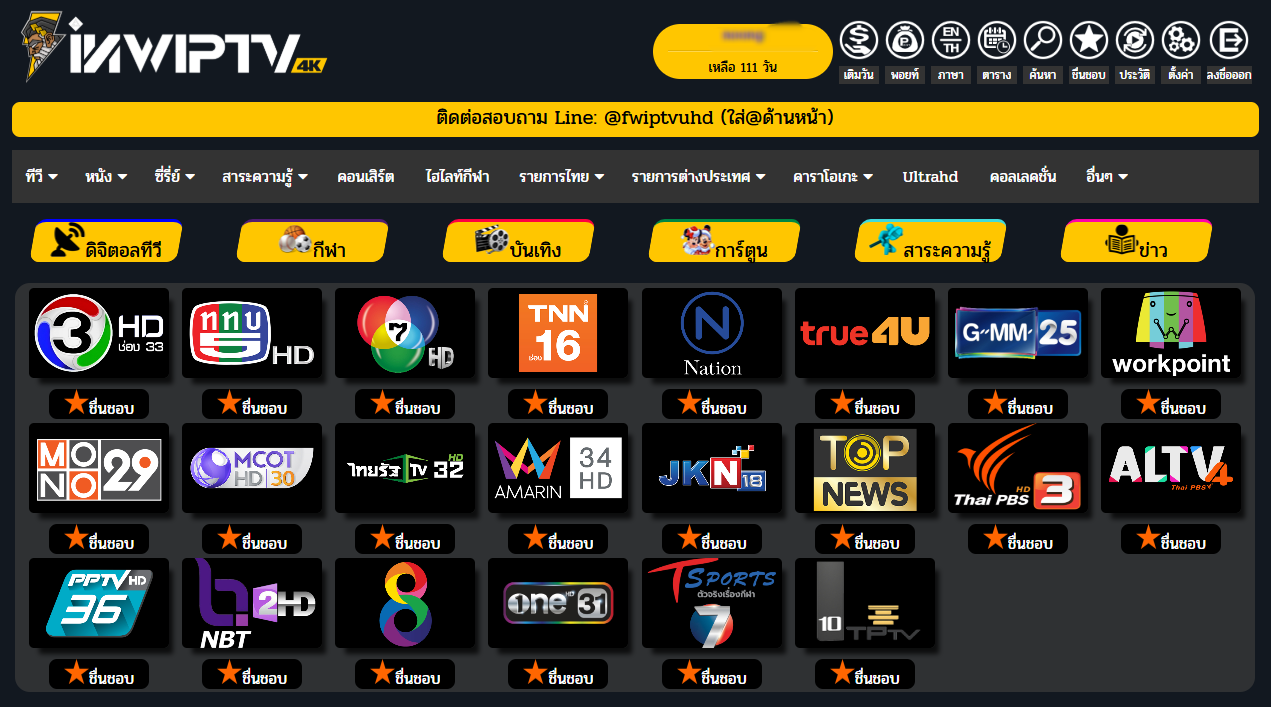 เทพIPTV 4K
เหลือ 111 วัน
เติมวัน พอยท์ EN TH ภาษา ตาราง ค้นหา ชื่นชอบ ประวัติ ตั้งค่า ลงชื่อออก
ติดต่อสอบถาม Line: @fwiptvuhd (ใส่@ด้านหน้า)
ทีวี หนัง ซีรี่ย์ สาระความรู้ คอนเสิร์ต ไฮไลท์กีฬา รายการไทย รายการต่างประเทศ คาราโอเกะ Ultrahd คอลเลคชั่น อื่นๆ
ดิจิตอลทีวี กีฬา บันเทิง การ์ตูน สาระความรู้ ข่าว
3 HD ช่อง 33
ททบ 5 HD
7 HD
TNN ช่อง 16
N Nation
true4U
GMM 25
workpoint
ชื่นชอบ ชื่นชอบ ชื่นชอบ ชื่นชอบ ชื่นชอบ ชื่นชอบ ชื่นชอบ ชื่นชอบ
MONO 29
MCOT HD 30
ไทยรัฐ TV HD 32
AMARIN 34 HD
JKN 18
TOP NEWS
Thai PBS HD 3
ALTV 4 Thai PBS
ชื่นชอบ ชื่นชอบ ชื่นชอบ ชื่นชอบ ชื่นชอบ ชื่นชอบ ชื่นชอบ ชื่นชอบ
PPTV HD 36
NBT 2HD
8
one HD 31
T SPORTS ตัวจริงเรื่องกีฬา 7
10 TPTV
ชื่นชอบ ชื่นชอบ ชื่นชอบ ชื่นชอบ ชื่นชอบ ชื่นชอบ